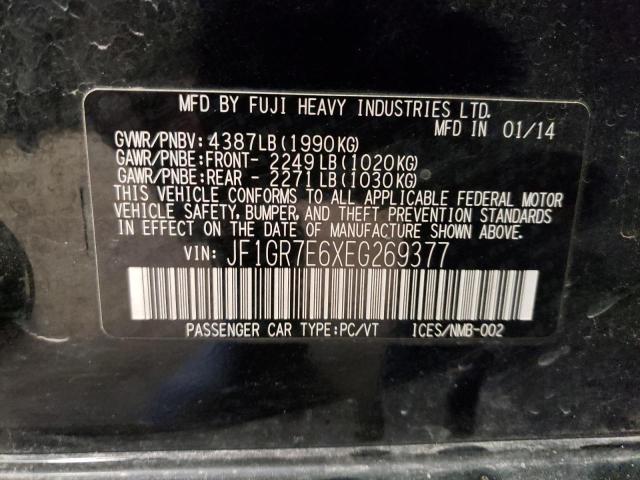 MFD BY FUJI HEAVY INDUSTRIES LTD.
MFD IN 01/14
GVWR/PNBV: 4387LB(1990KG)
GAWR/PNBE:FRONT- 2249LB(1020KG)
GAWR/PNBE:REAR - 2271LB(1030KG)
THIS VEHICLE CONFORMS TO ALL APPLICABLE FEDERAL MOTOR
VEHICLE SAFETY, BUMPER, AND THEFT PREVENTION STANDARDS
IN EFFECT ON THE DATE OF MANUFACTURE SHOWN ABOVE.
VIN: JF1GR7E6XEG269377
PASSENGER CAR TYPE:PC/VT ICES/NMB-002